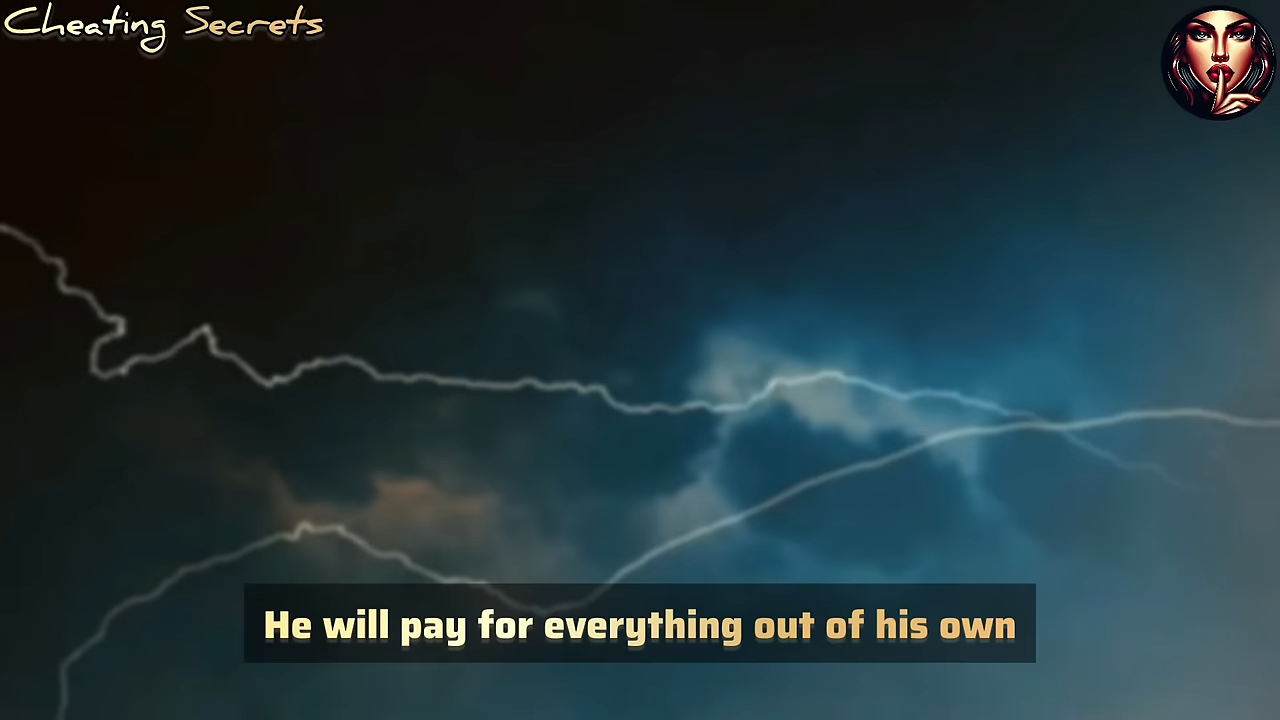 Cheating Secrets
He will pay for everything out of his own